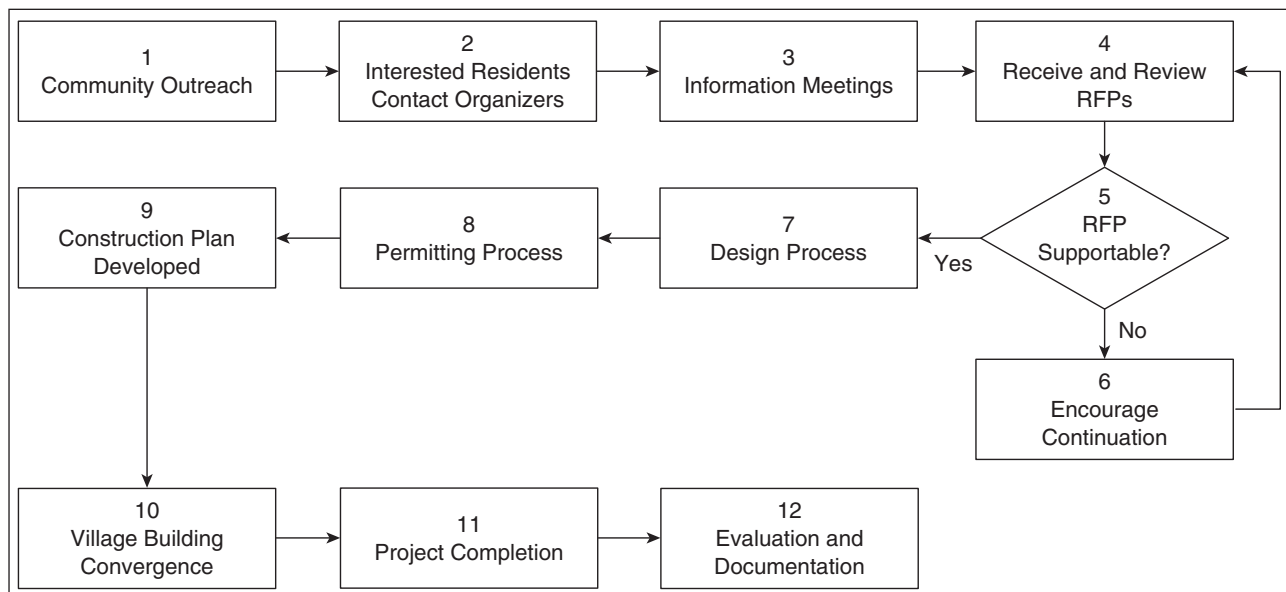 1
Community Outreach
2
Interested Residents
Contact Organizers
3
Information Meetings
4
Receive and Review
RFPs
5
RFP
Supportable?
Yes
No
6
Encourage
Continuation
7
Design Process
8
Permitting Process
9
Construction Plan
Developed
10
Village Building
Convergence
11
Project Completion
12
Evaluation and
Documentation